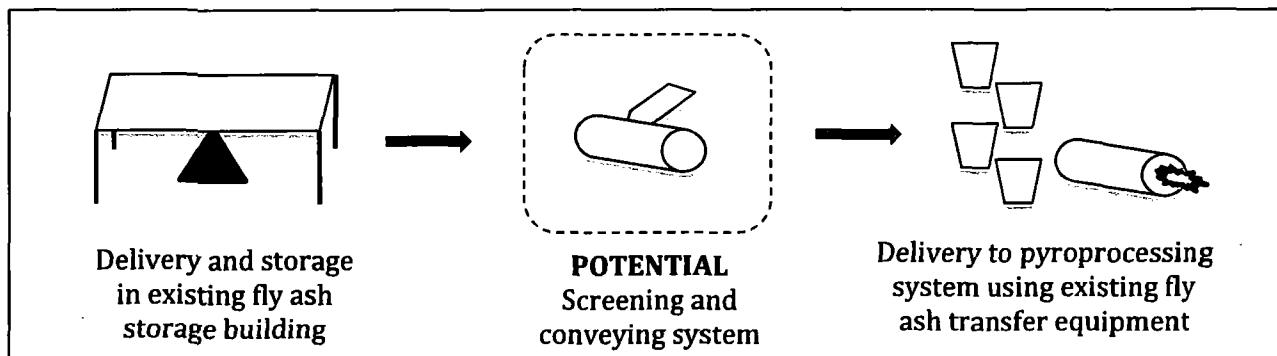 Delivery and storage
in existing fly ash
storage building
POTENTIAL
Screening and
conveying system
Delivery to pyroprocessing
system using existing fly
ash transfer equipment